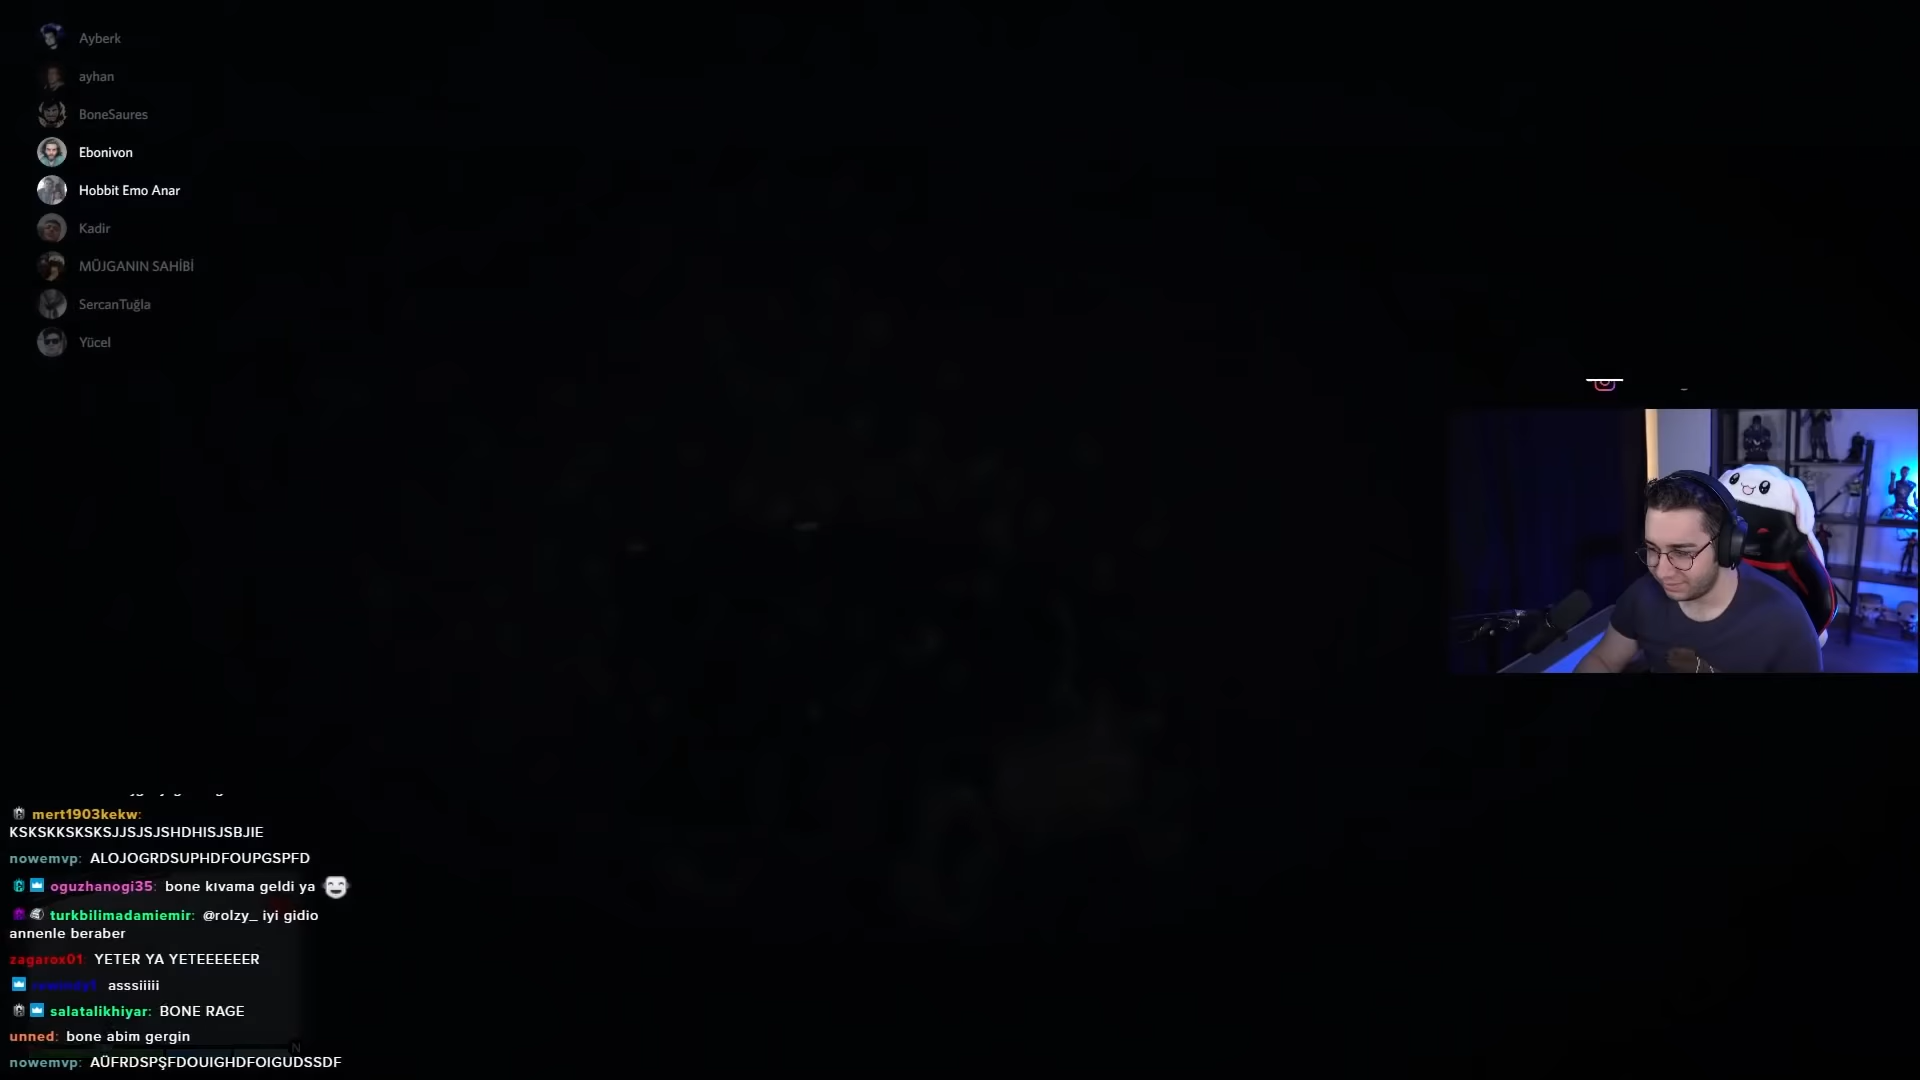 Ayberk
ayhan
BoneSaures
Ebonivon
Hobbit Emo Anar
Kadir
MÜJGANIN SAHİBİ
SercanTuğla
Yücel
mert1903kekw:
KSKSKKSKSKSJJSJSJSHDHISJSBJIE
nowemvp: ALOJOGRDSUPHDFOUPGSPFD
oguzhanogi35: bone kıvama geldi ya
turkbilimadamiemir: @rolzy_ iyi gidio
annenle beraber
zagarox01: YETER YA YETEEEEEER
asssiiiii
salatalikhiyar: BONE RAGE
unned: bone abim gergin
N
nowemvp: AÜFRDSPŞFDOUIGHDFOIGUDSSDF